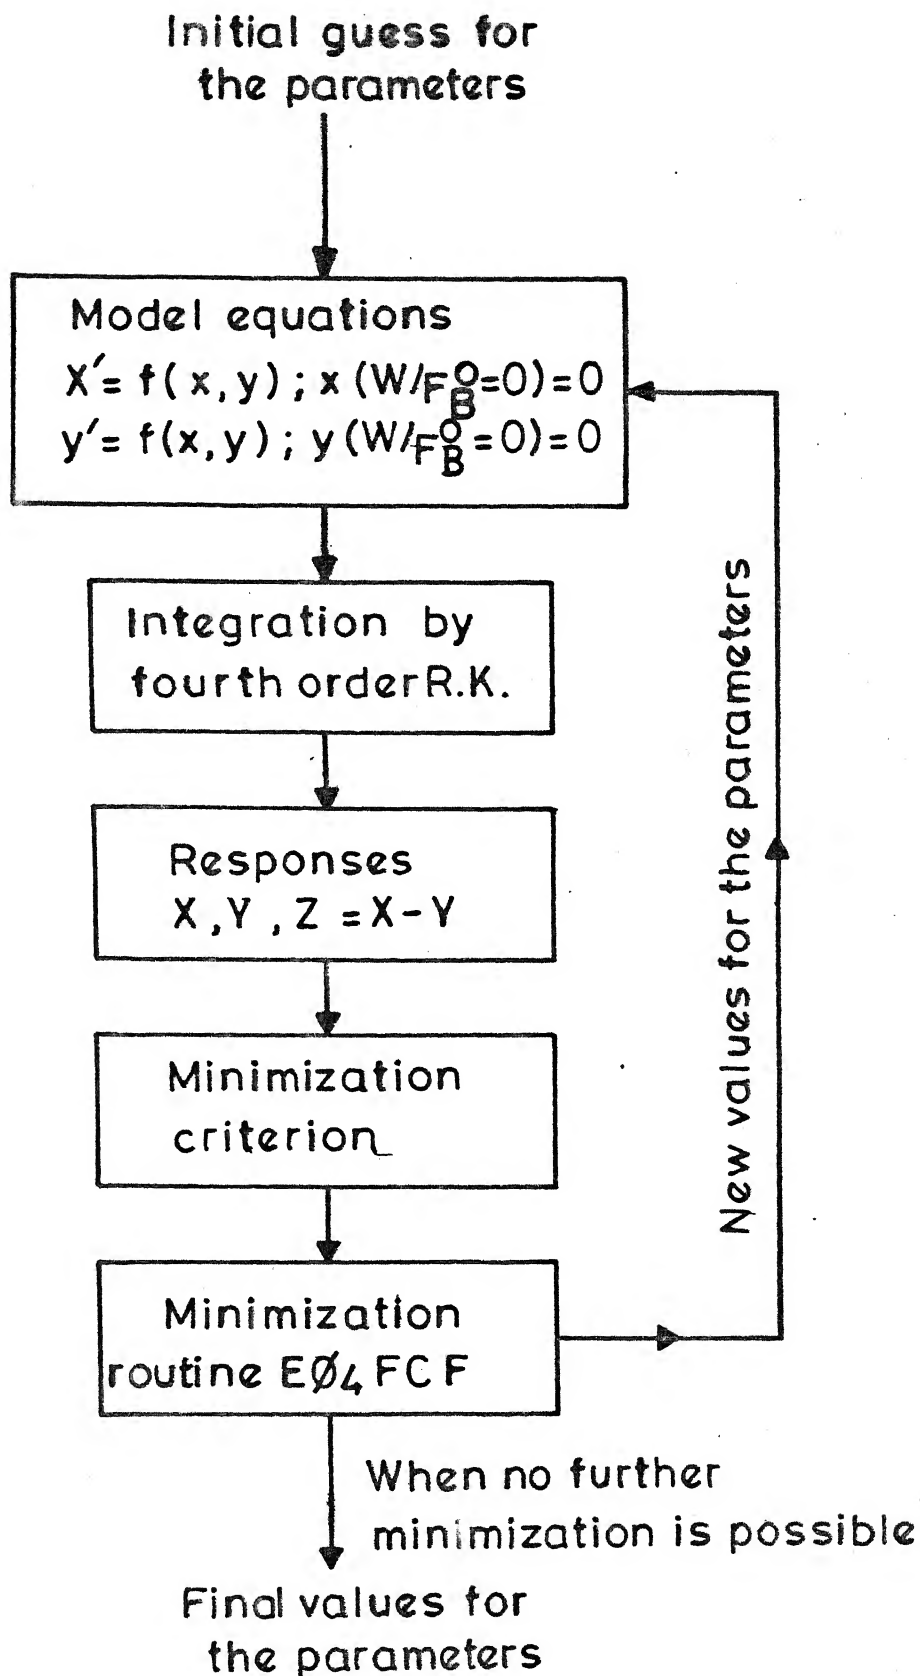 Initial guess for
the parameters
Model equations
X′= f(x,y); x(W/F°B=0)=0
y′= f(x,y); y(W/F°B=0)=0
Integration by
fourth order R.K.
Responses
X,Y, Z =X-Y
Minimization
criterion
Minimization
routine EØ4 FCF
New values for the parameters
When no further
minimization is possible
Final values for
the parameters